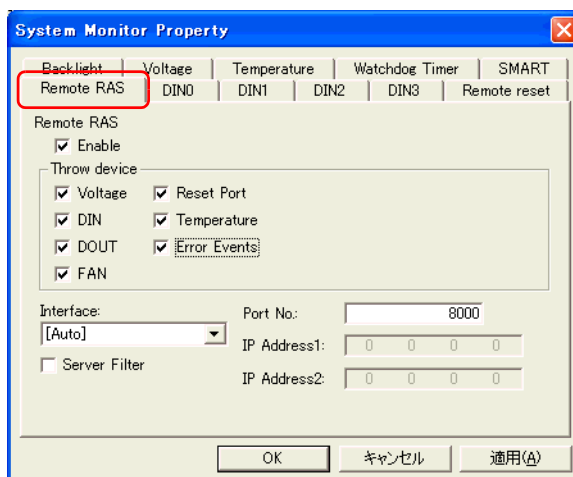 System Monitor Property
Backlight Voltage Temperature Watchdog Timer SMART
Remote RAS DIN0 DIN1 DIN2 DIN3 Remote reset
Remote RAS
Enable
Throw device
Voltage Reset Port
DIN Temperature
DOUT Error Events
FAN
Interface: Port No.: 8000
[Auto]
IP Address1: 0 0 0 0
Server Filter
IP Address2: 0 0 0 0
OK キャンセル 適用(A)